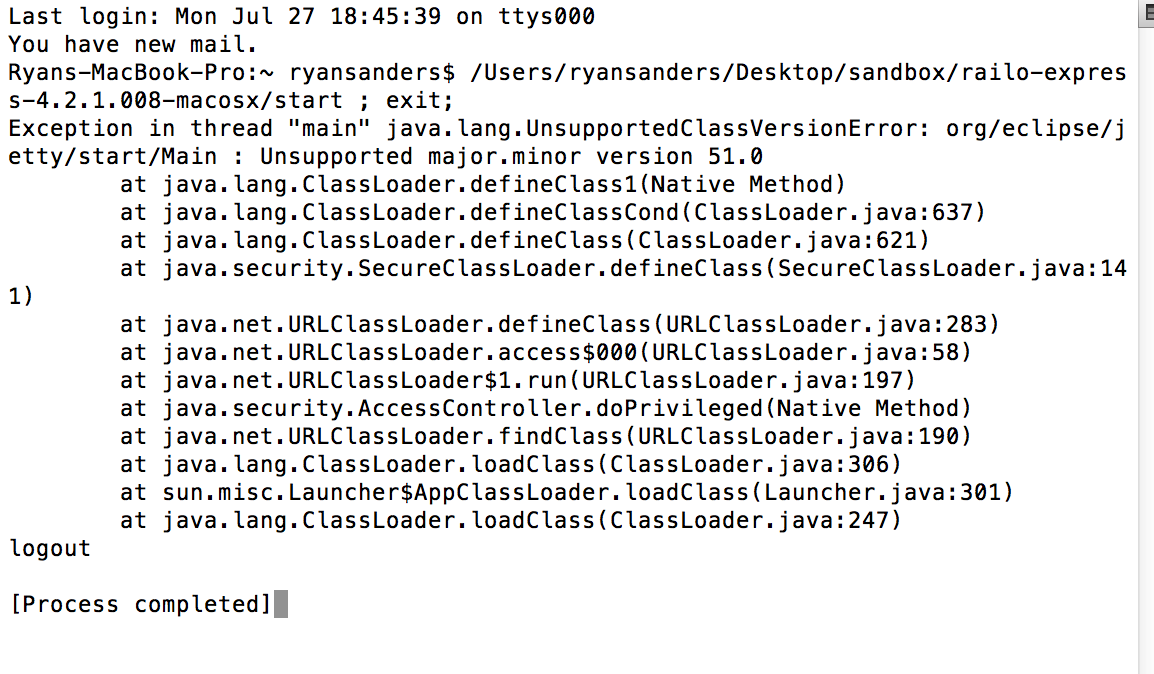 Last login: Mon Jul 27 18:45:39 on ttys000
You have new mail.
Ryans-MacBook-Pro:~ ryansanders$ /Users/ryansanders/Desktop/sandbox/railo-expres
s-4.2.1.008-macosx/start ; exit;
Exception in thread "main" java.lang.UnsupportedClassVersionError: org/eclipse/j
etty/start/Main : Unsupported major.minor version 51.0
        at java.lang.ClassLoader.defineClass1(Native Method)
        at java.lang.ClassLoader.defineClassCond(ClassLoader.java:637)
        at java.lang.ClassLoader.defineClass(ClassLoader.java:621)
        at java.security.SecureClassLoader.defineClass(SecureClassLoader.java:14
1)
        at java.net.URLClassLoader.defineClass(URLClassLoader.java:283)
        at java.net.URLClassLoader.access$000(URLClassLoader.java:58)
        at java.net.URLClassLoader$1.run(URLClassLoader.java:197)
        at java.security.AccessController.doPrivileged(Native Method)
        at java.net.URLClassLoader.findClass(URLClassLoader.java:190)
        at java.lang.ClassLoader.loadClass(ClassLoader.java:306)
        at sun.misc.Launcher$AppClassLoader.loadClass(Launcher.java:301)
        at java.lang.ClassLoader.loadClass(ClassLoader.java:247)
logout
[Process completed]